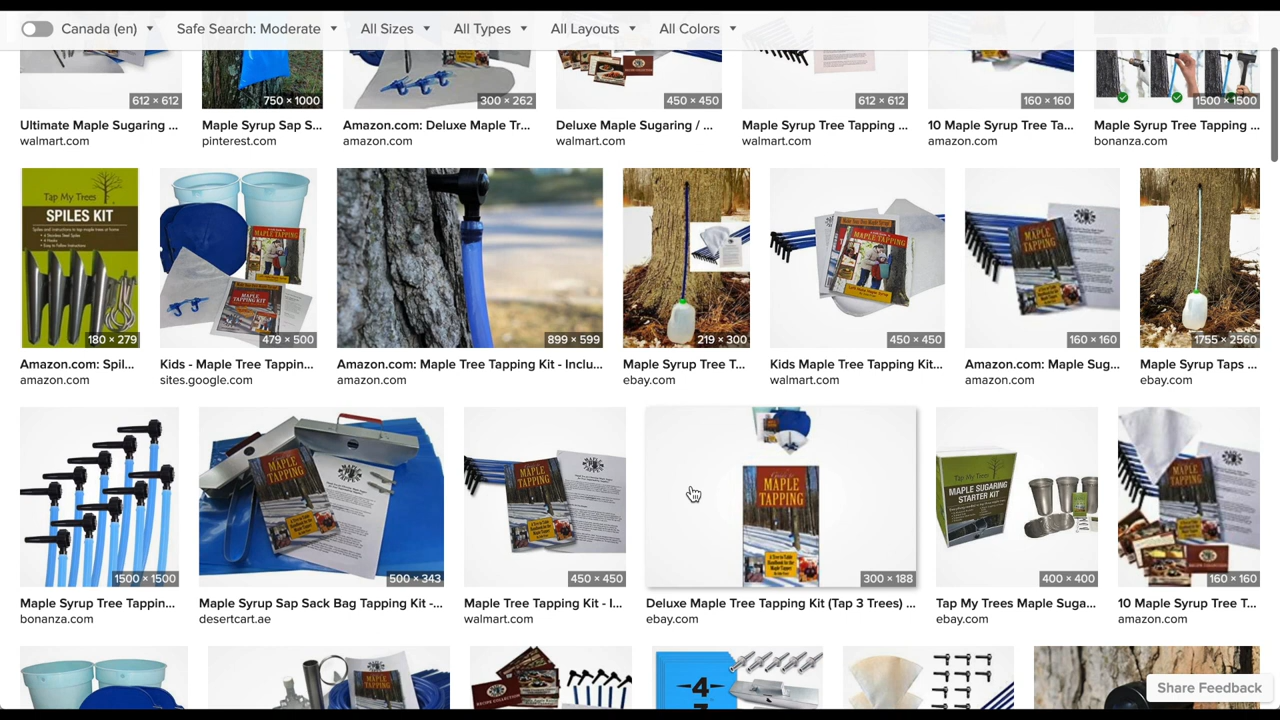 Canada (en) Safe Search: Moderate All Sizes All Types All Layouts All Colors
612 × 612 750 × 1000 300 × 262 450 × 450 612 × 612 160 × 160 1500 × 1500
Ultimate Maple Sugaring ... Maple Syrup Sap S... Amazon.com: Deluxe Maple Tr... Deluxe Maple Sugaring / ... Maple Syrup Tree Tapping ... 10 Maple Syrup Tree Ta... Maple Syrup Tree Tapping ...
walmart.com pinterest.com amazon.com walmart.com walmart.com amazon.com bonanza.com
Tap My Trees
SPILES KIT
MAPLE TAPPING
MAPLE TAPPING KIT
MAPLE TAPPING
MAPLE TAPPING
180 × 279 479 × 500 899 × 599 219 × 300 450 × 450 160 × 160 1755 × 2560
Amazon.com: Spil... Kids - Maple Tree Tappin... Amazon.com: Maple Tree Tapping Kit - Inclu... Maple Syrup Tree T... Kids Maple Tree Tapping Kit... Amazon.com: Maple Sug... Maple Syrup Taps ...
amazon.com sites.google.com amazon.com ebay.com walmart.com amazon.com ebay.com
MAPLE TAPPING
MAPLE TAPPING
MAPLE TAPPING
Tap My Trees
MAPLE SUGARING
STARTER KIT
MAPLE TAPPING
1500 × 1500 500 × 343 450 × 450 300 × 188 400 × 400 160 × 160
Maple Syrup Tree Tappin... Maple Syrup Sap Sack Bag Tapping Kit -... Maple Tree Tapping Kit - I... Deluxe Maple Tree Tapping Kit (Tap 3 Trees) ... Tap My Trees Maple Suga... 10 Maple Syrup Tree T...
bonanza.com desertcart.ae walmart.com ebay.com ebay.com amazon.com
MAPLE TAPPING
4
Share Feedback